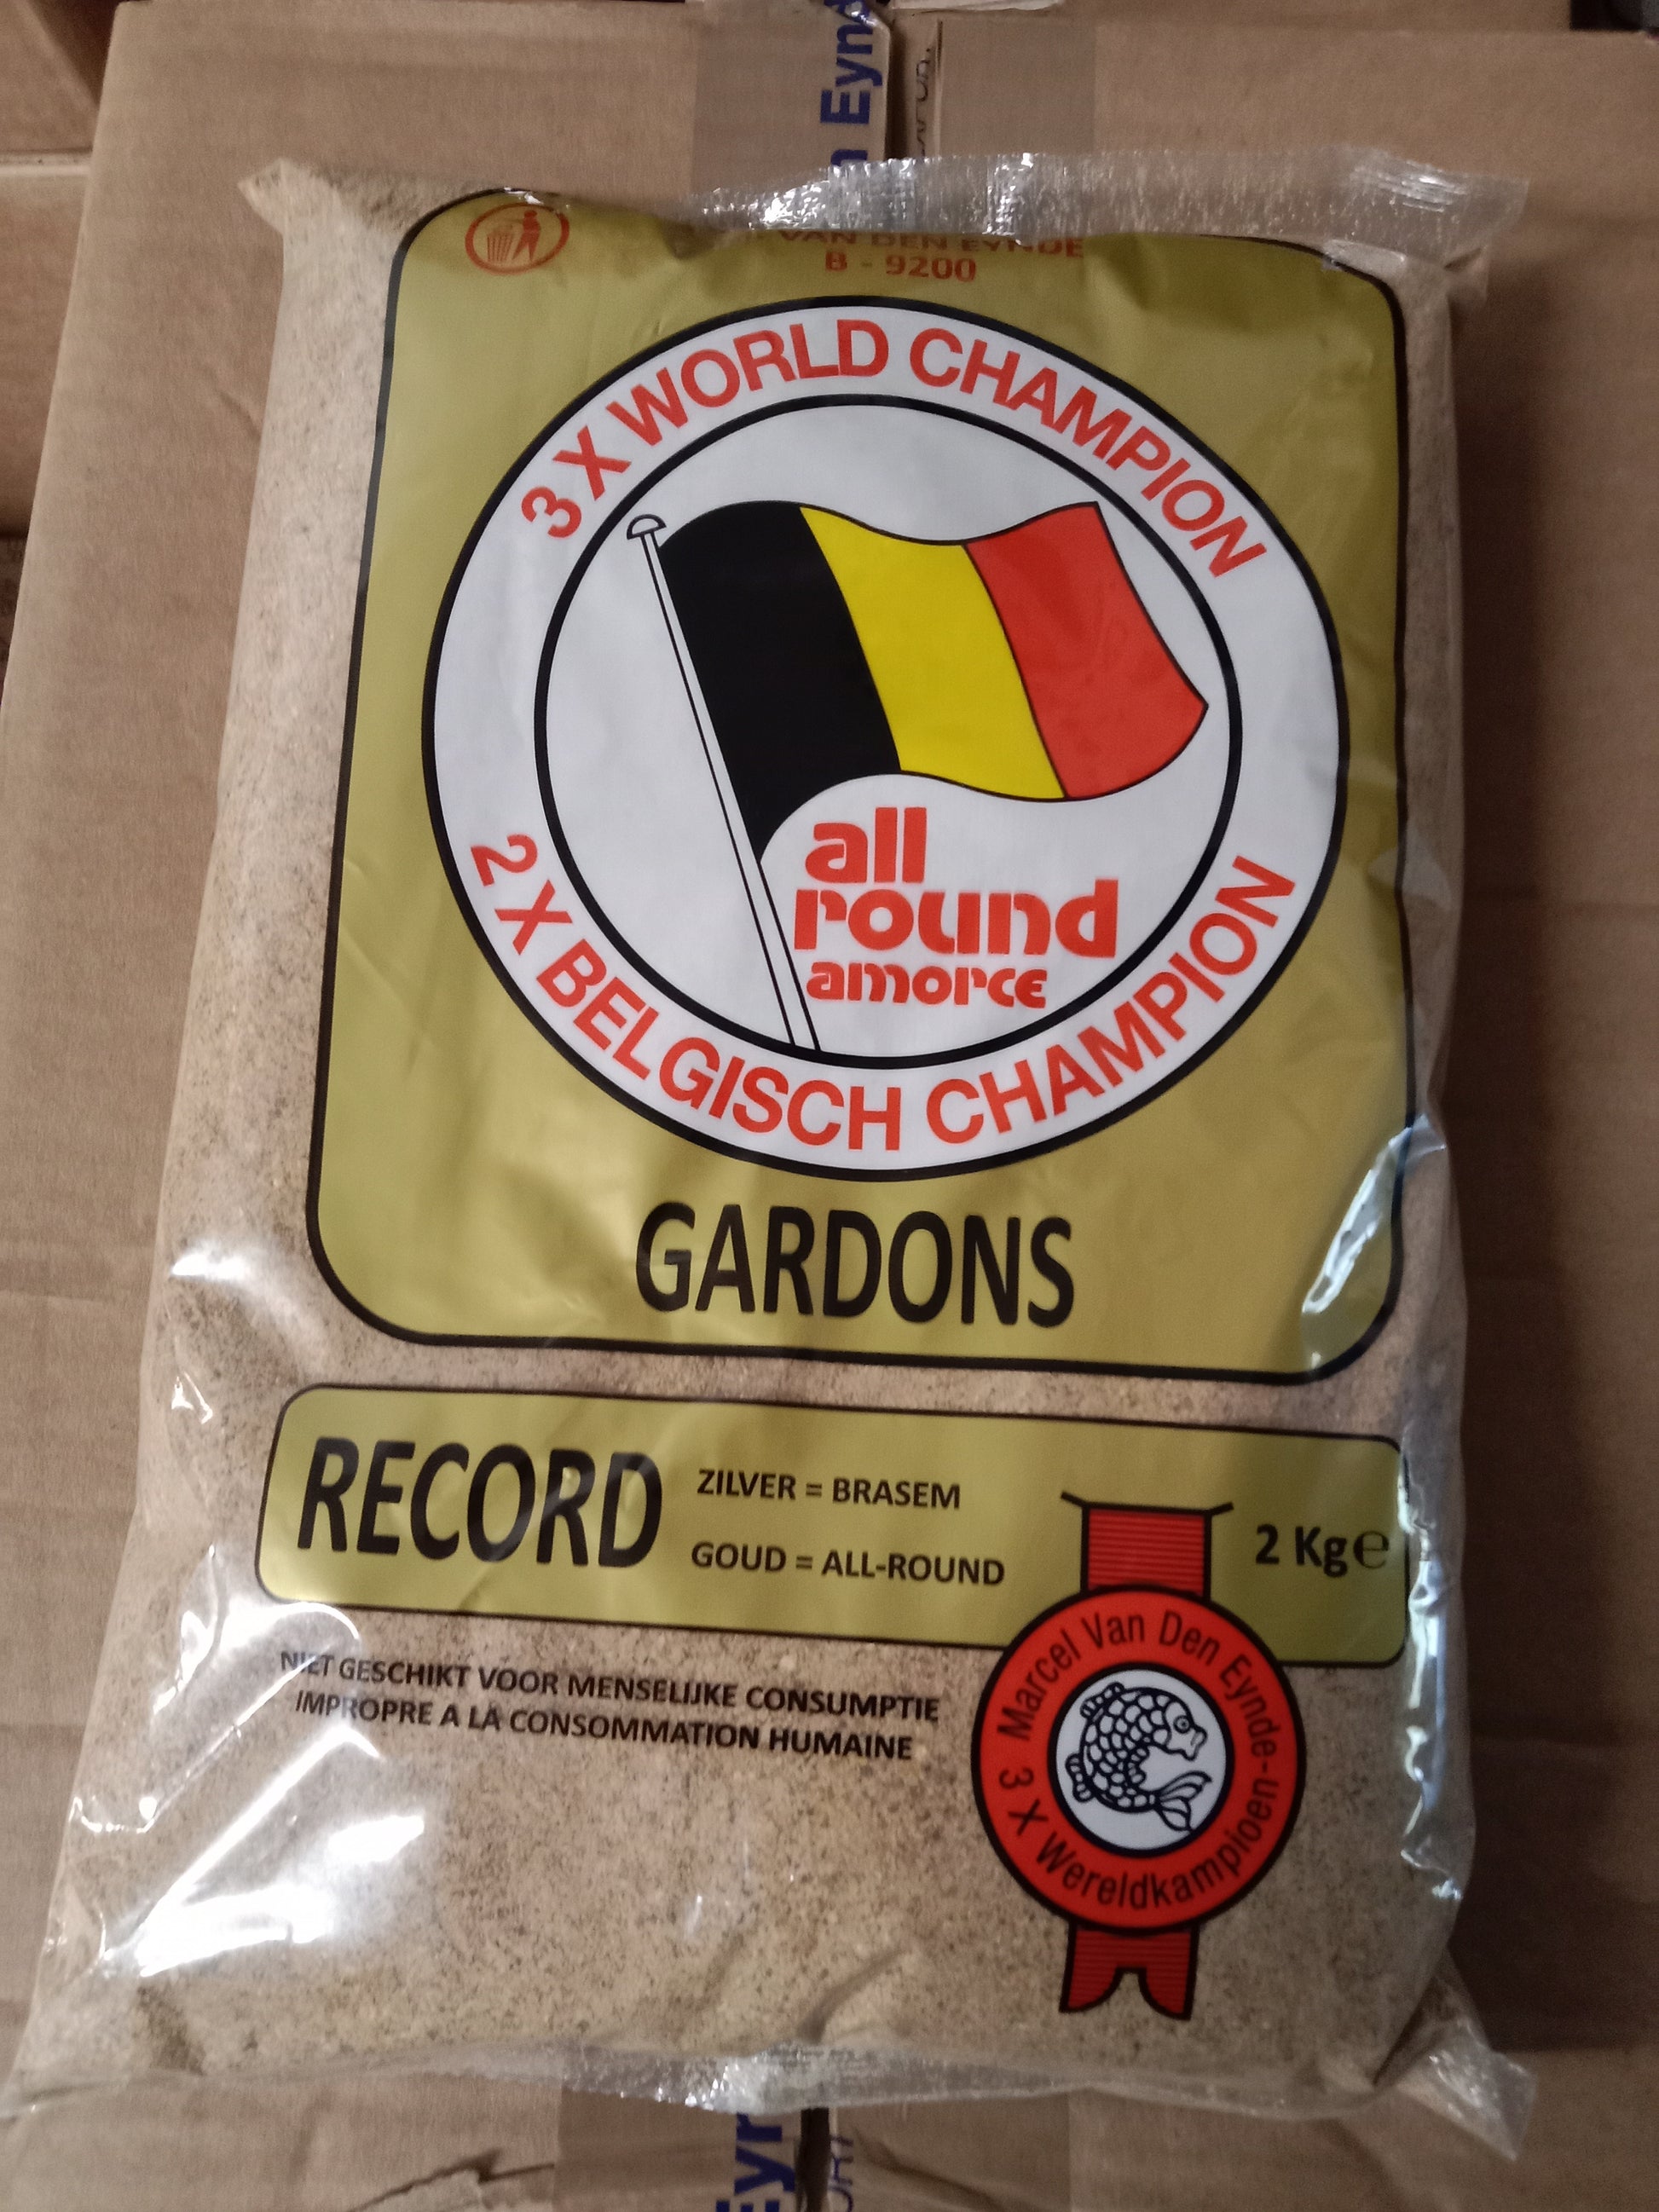 Eynd
VAN DEN EYNDE
B - 9200
3 X WORLD CHAMPION
all
round
amorce
2 X BELGISCH CHAMPION
GARDONS
RECORD
ZILVER = BRASEM
GOUD = ALL-ROUND
2 Kg℮
NIET GESCHIKT VOOR MENSELIJKE CONSUMPTIE
IMPROPRE A LA CONSOMMATION HUMAINE
Marcel Van Den Eynde-
3 X Wereldkampioen-